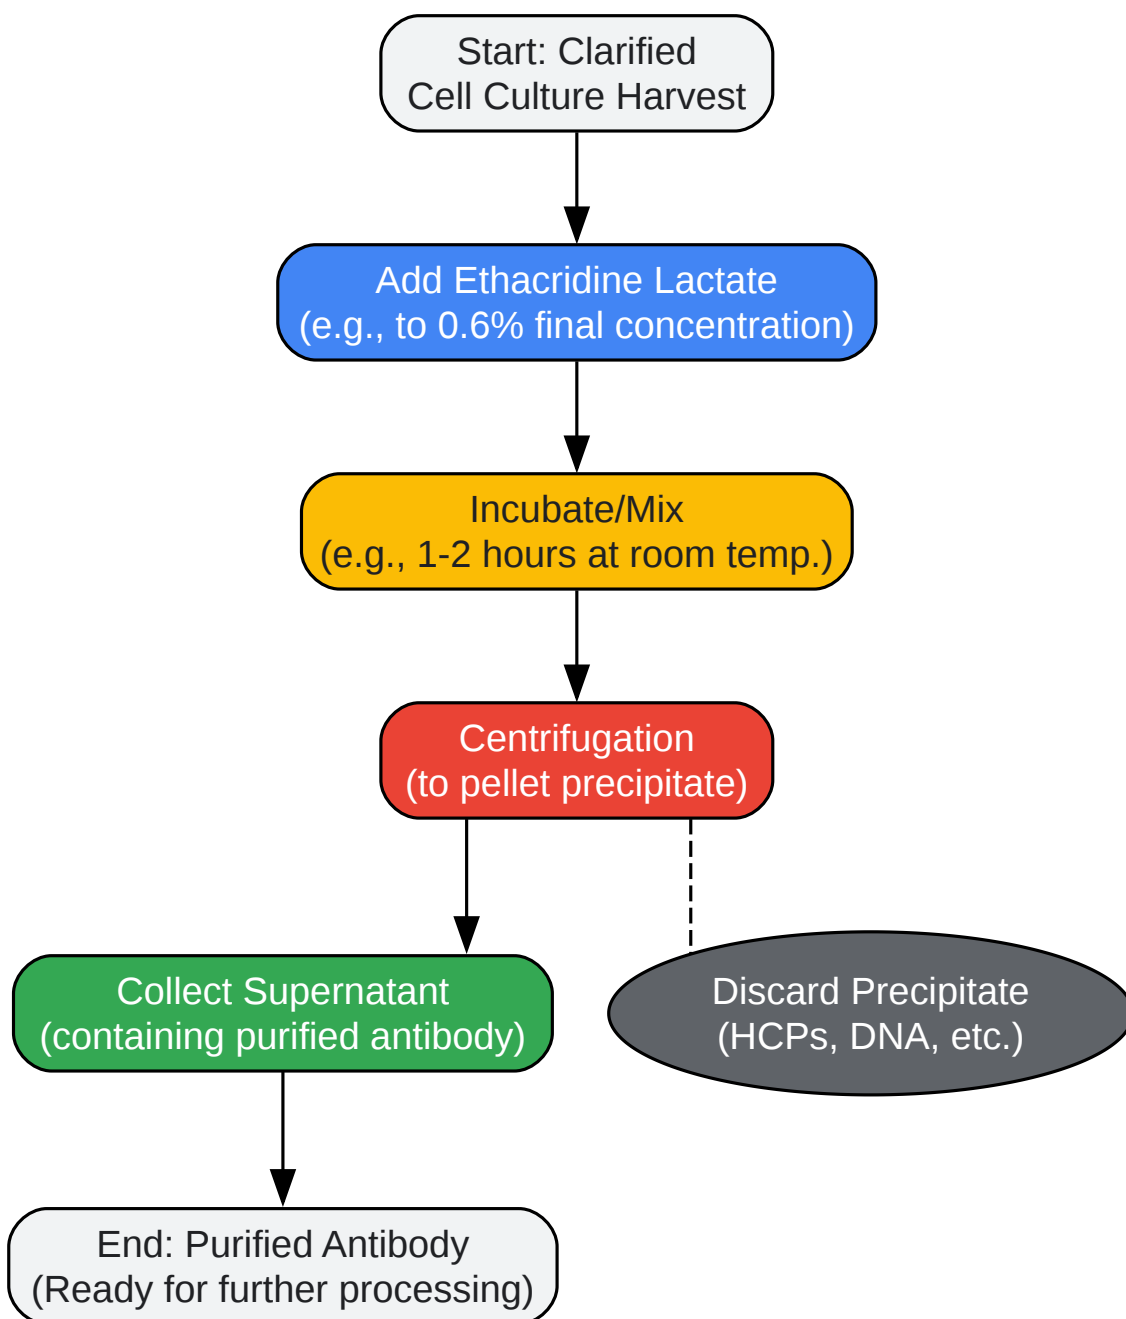 Start: Clarified
Cell Culture Harvest
Add Ethacridine Lactate
(e.g., to 0.6% final concentration)
Incubate/Mix
(e.g., 1-2 hours at room temp.)
Centrifugation
(to pellet precipitate)
Collect Supernatant
(containing purified antibody)
Discard Precipitate
(HCPs, DNA, etc.)
End: Purified Antibody
(Ready for further processing)